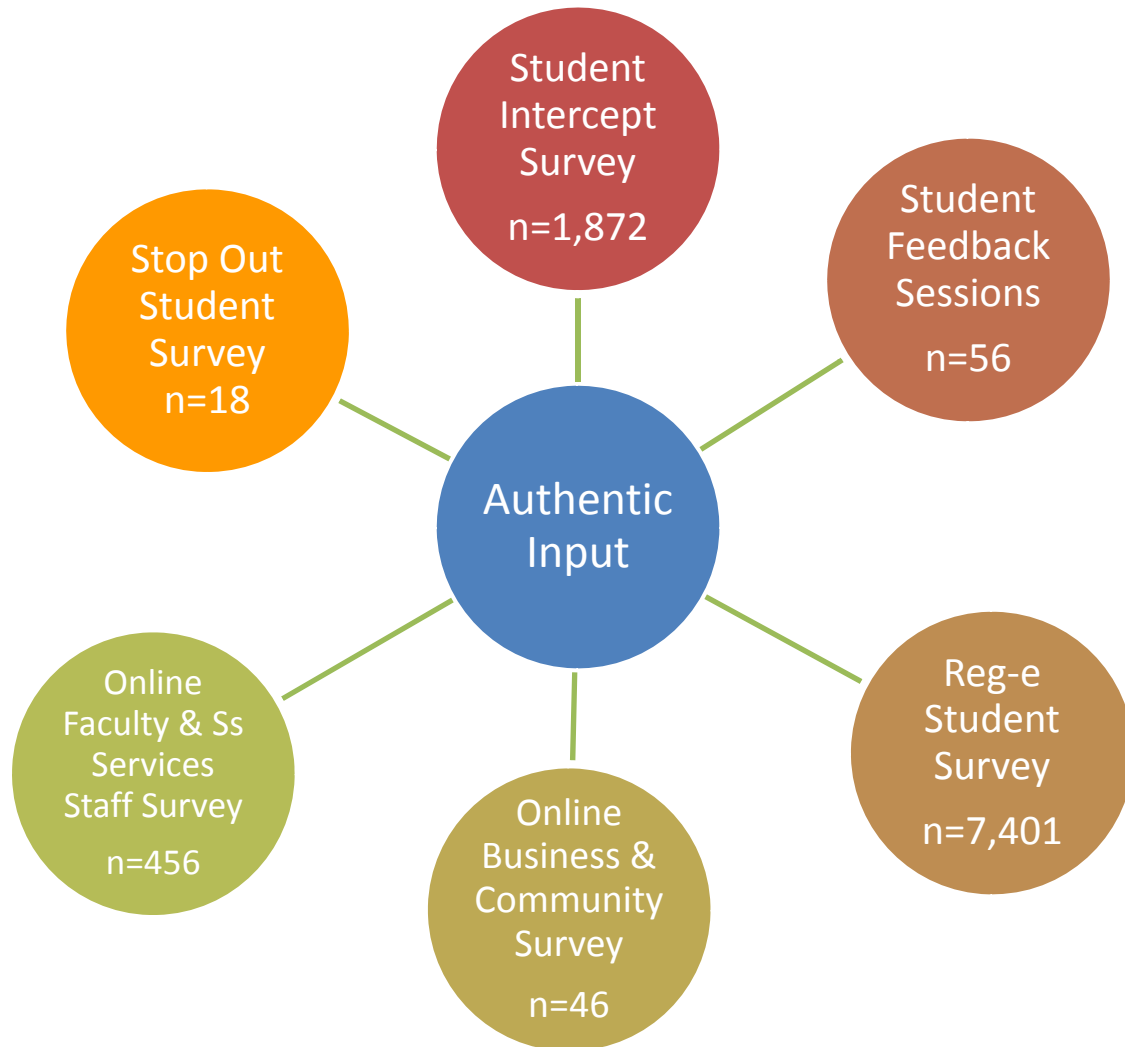 Student
Intercept
Survey
n=1,872
Student
Feedback
Sessions
n=56
Stop Out
Student
Survey
n=18
Authentic
Input
Reg-e
Student
Survey
n=7,401
Online
Faculty & Ss
Services
Staff Survey
n=456
Online
Business &
Community
Survey
n=46